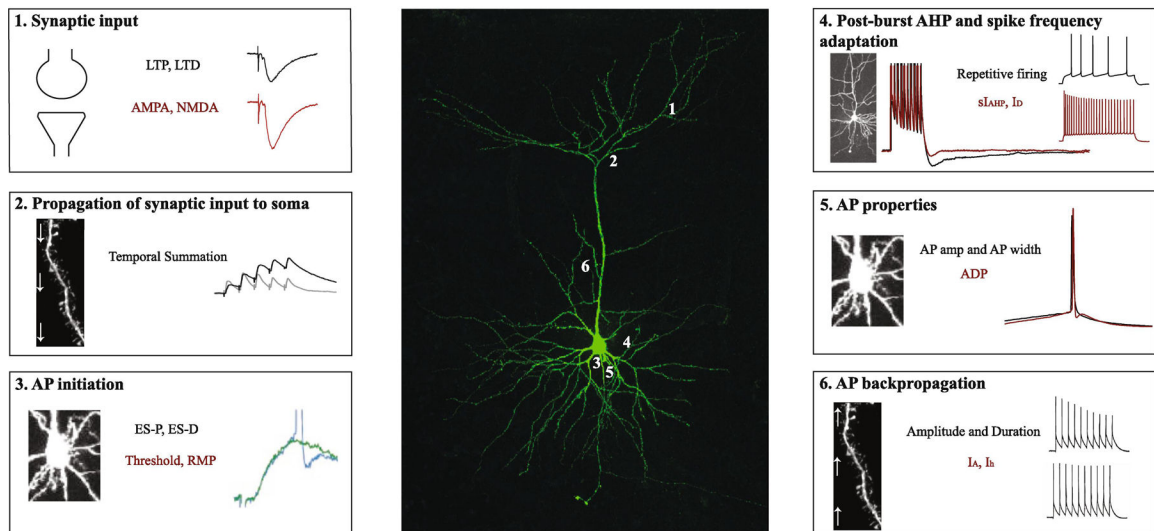 1. Synaptic input
LTP, LTD
AMPA, NMDA
2. Propagation of synaptic input to soma
Temporal Summation
3. AP initiation
ES-P, ES-D
Threshold, RMP
1
2
6
4
3
5
4. Post-burst AHP and spike frequency
adaptation
Repetitive firing
sIAHP, ID
5. AP properties
AP amp and AP width
ADP
6. AP backpropagation
Amplitude and Duration
IA, Ih